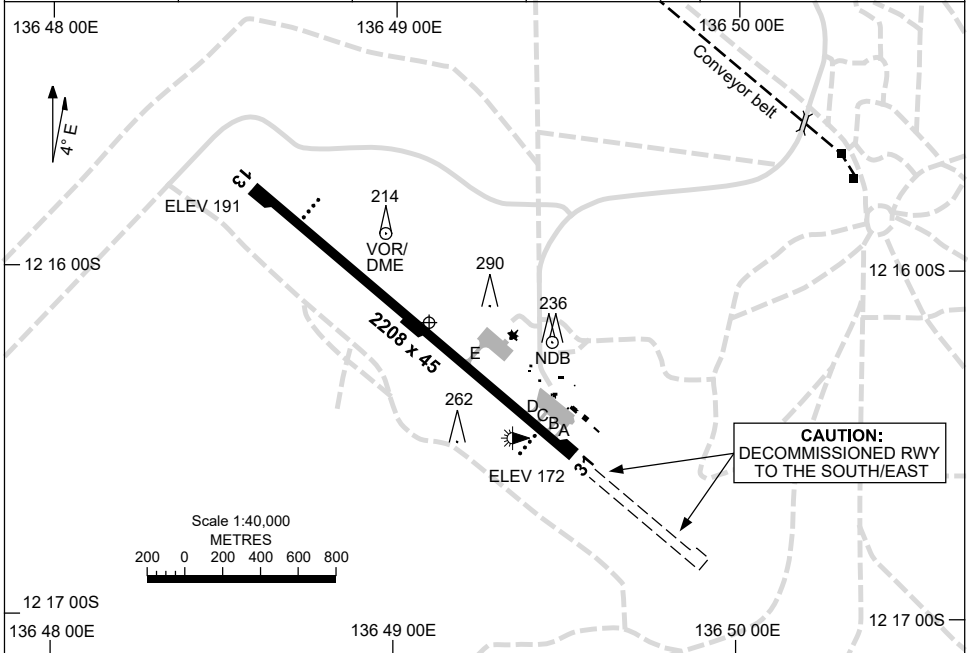 136 48 00E
136 49 00E
136 50 00E
Conveyor belt
4° E
13
ELEV 191
214
VOR/
DME
12 16 00S
12 16 00S
290
236
NDB
2208 x 45
E
262
D
C
B
A
31
ELEV 172
CAUTION:
DECOMMISSIONED RWY
TO THE SOUTH/EAST
Scale 1:40,000
METRES
200 0 200 400 600 800
12 17 00S
12 17 00S
136 48 00E
136 49 00E
136 50 00E